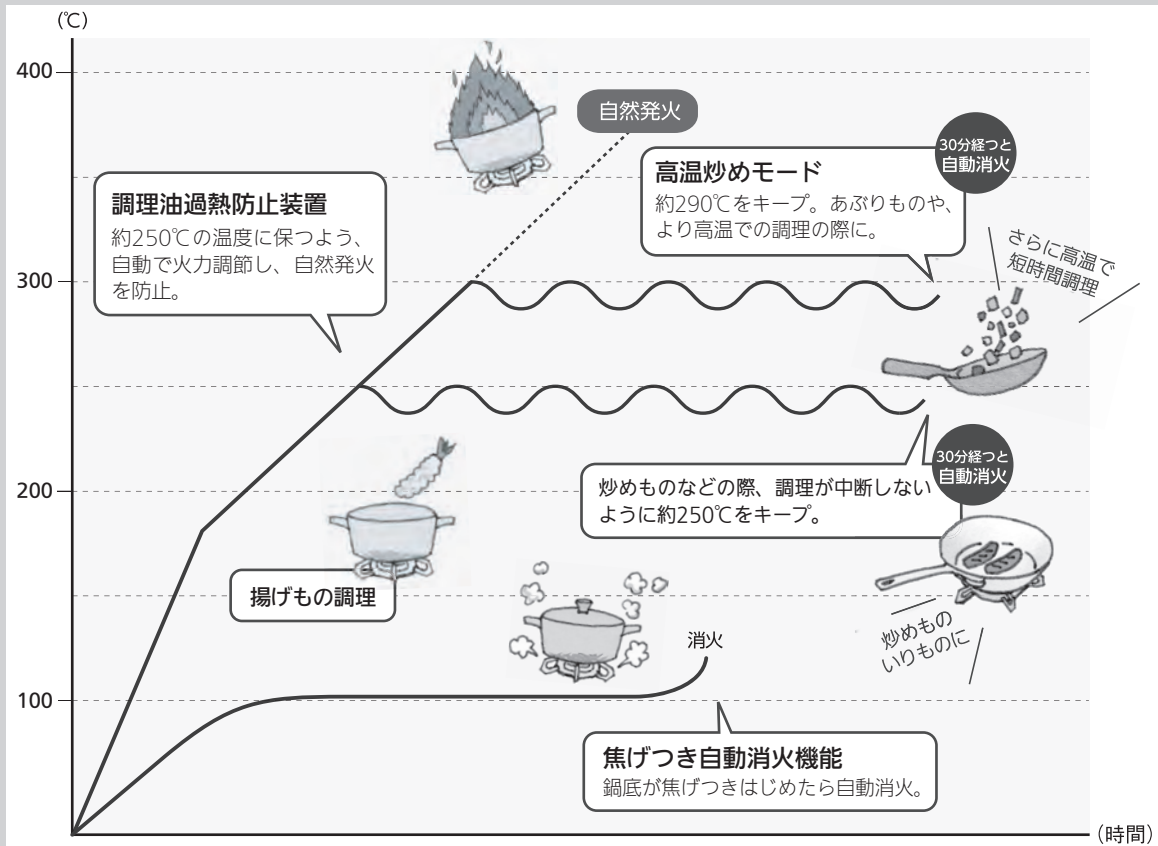 (℃)
400
自然発火
30分経つと
自動消火
高温炒めモード
約290℃をキープ。あぶりものや、
より高温での調理の際に。
調理油過熱防止装置
約250℃の温度に保つよう、
自動で火力調節し、自然発火
を防止。
さらに高温で
短時間調理
300
30分経つと
自動消火
炒めものなどの際、調理が中断しない
ように約250℃をキープ。
200
揚げもの調理
炒めもの
いりものに
消火
100
焦げつき自動消火機能
鍋底が焦げつきはじめたら自動消火。
(時間)